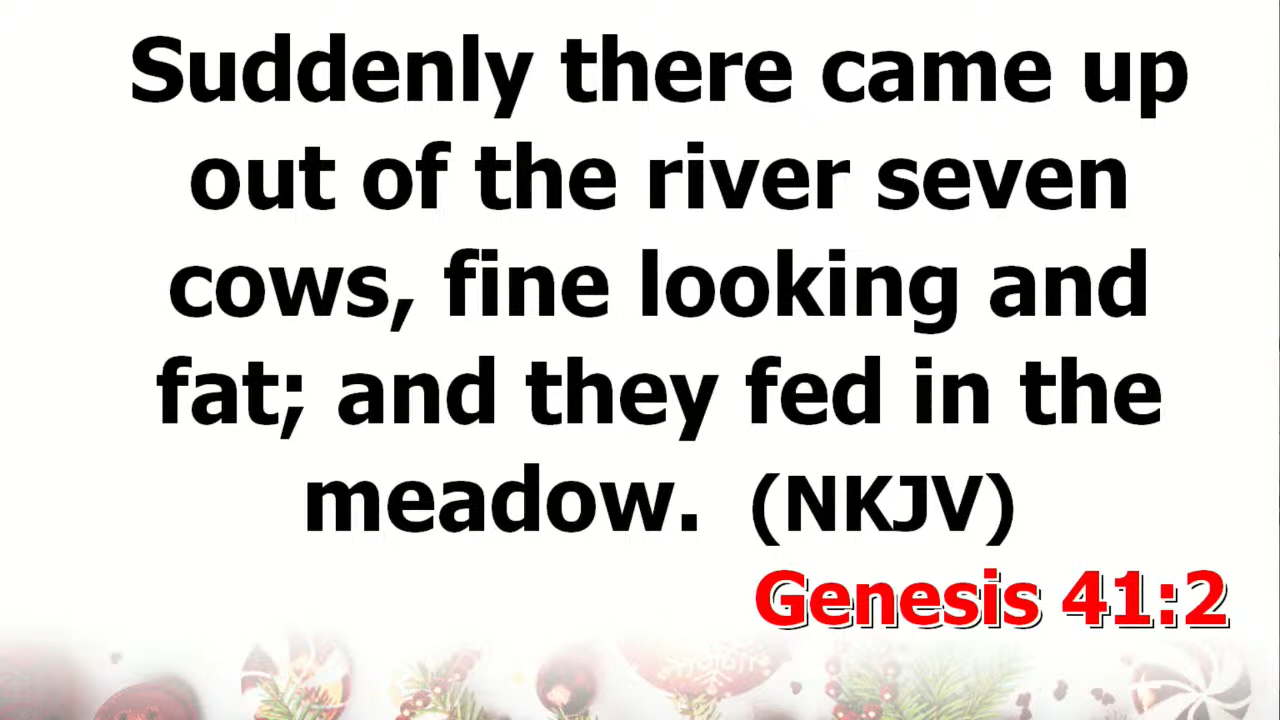 Suddenly there came up
out of the river seven
cows, fine looking and
fat; and they fed in the
meadow.  (NKJV)
Genesis 41:2